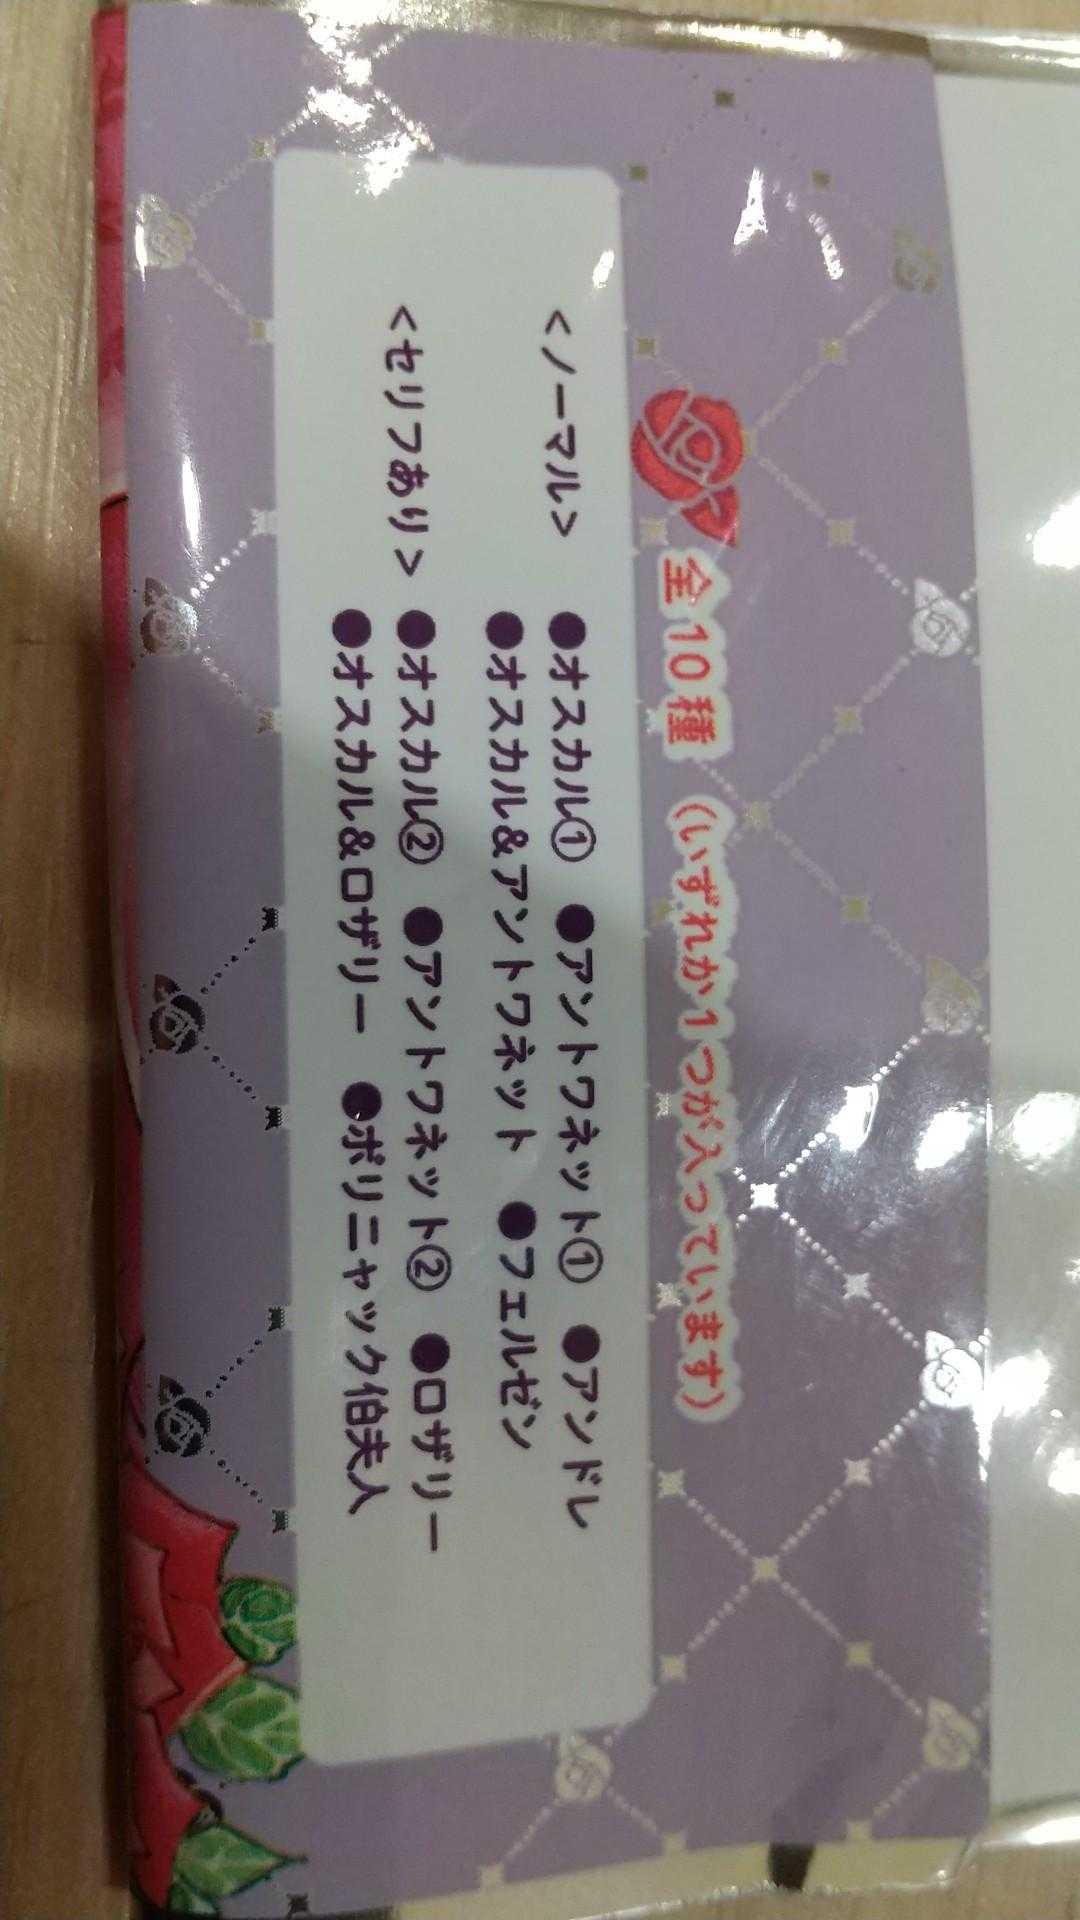 全10種（いずれか1つが入っています）
＜ノーマル＞ ●オスカル① ●アントワネット① ●アンドレ
●オスカル&アントワネット ●フェルゼン
＜セリフあり＞ ●オスカル② ●アントワネット② ●ロザリー
●オスカル&ロザリー ●ポリニャック伯夫人